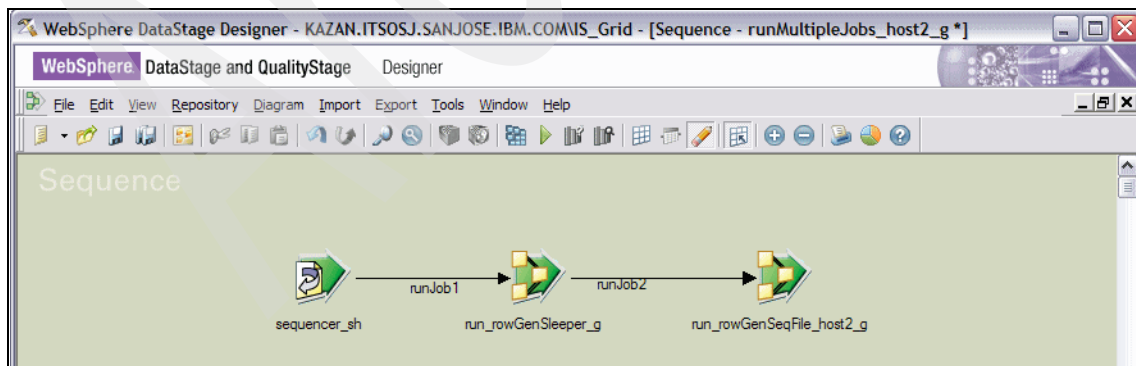 WebSphere DataStage Designer - KAZAN.ITSOSJ.SANJOSE.IBM.COM\IS_Grid - [Sequence - runMultipleJobs_host2_g *]
WebSphere. DataStage and QualityStage Designer
File Edit View Repository Diagram Import Export Tools Window Help
Sequence
runJob1
runJob2
sequencer_sh
run_rowGenSleeper_g
run_rowGenSeqFile_host2_g